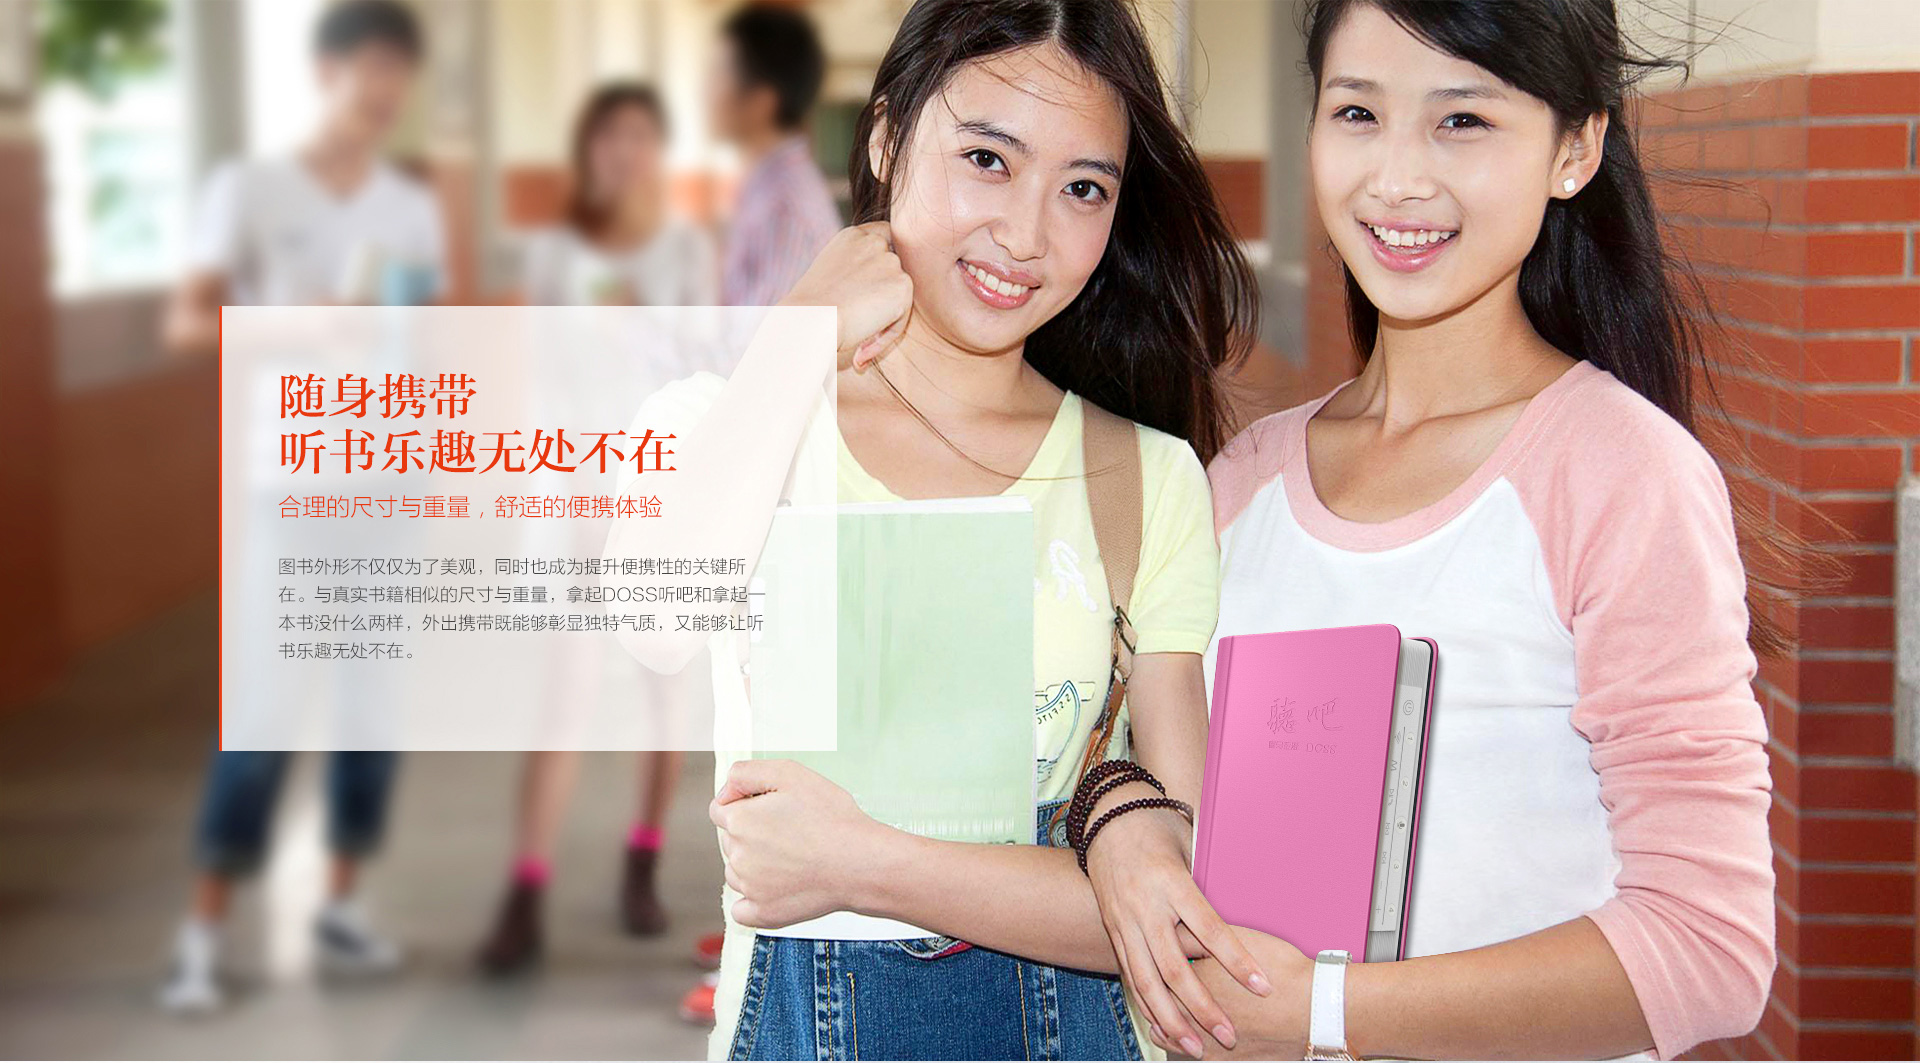 随身携带
听书乐趣无处不在
合理的尺寸与重量，舒适的便携体验
图书外形不仅仅为了美观，同时也成为提升便携性的关键所
在。与真实书籍相似的尺寸与重量，拿起DOSS听吧和拿起一
本书没什么两样，外出携带既能够彰显独特气质，又能够让听
书乐趣无处不在。
聽吧
DOSS